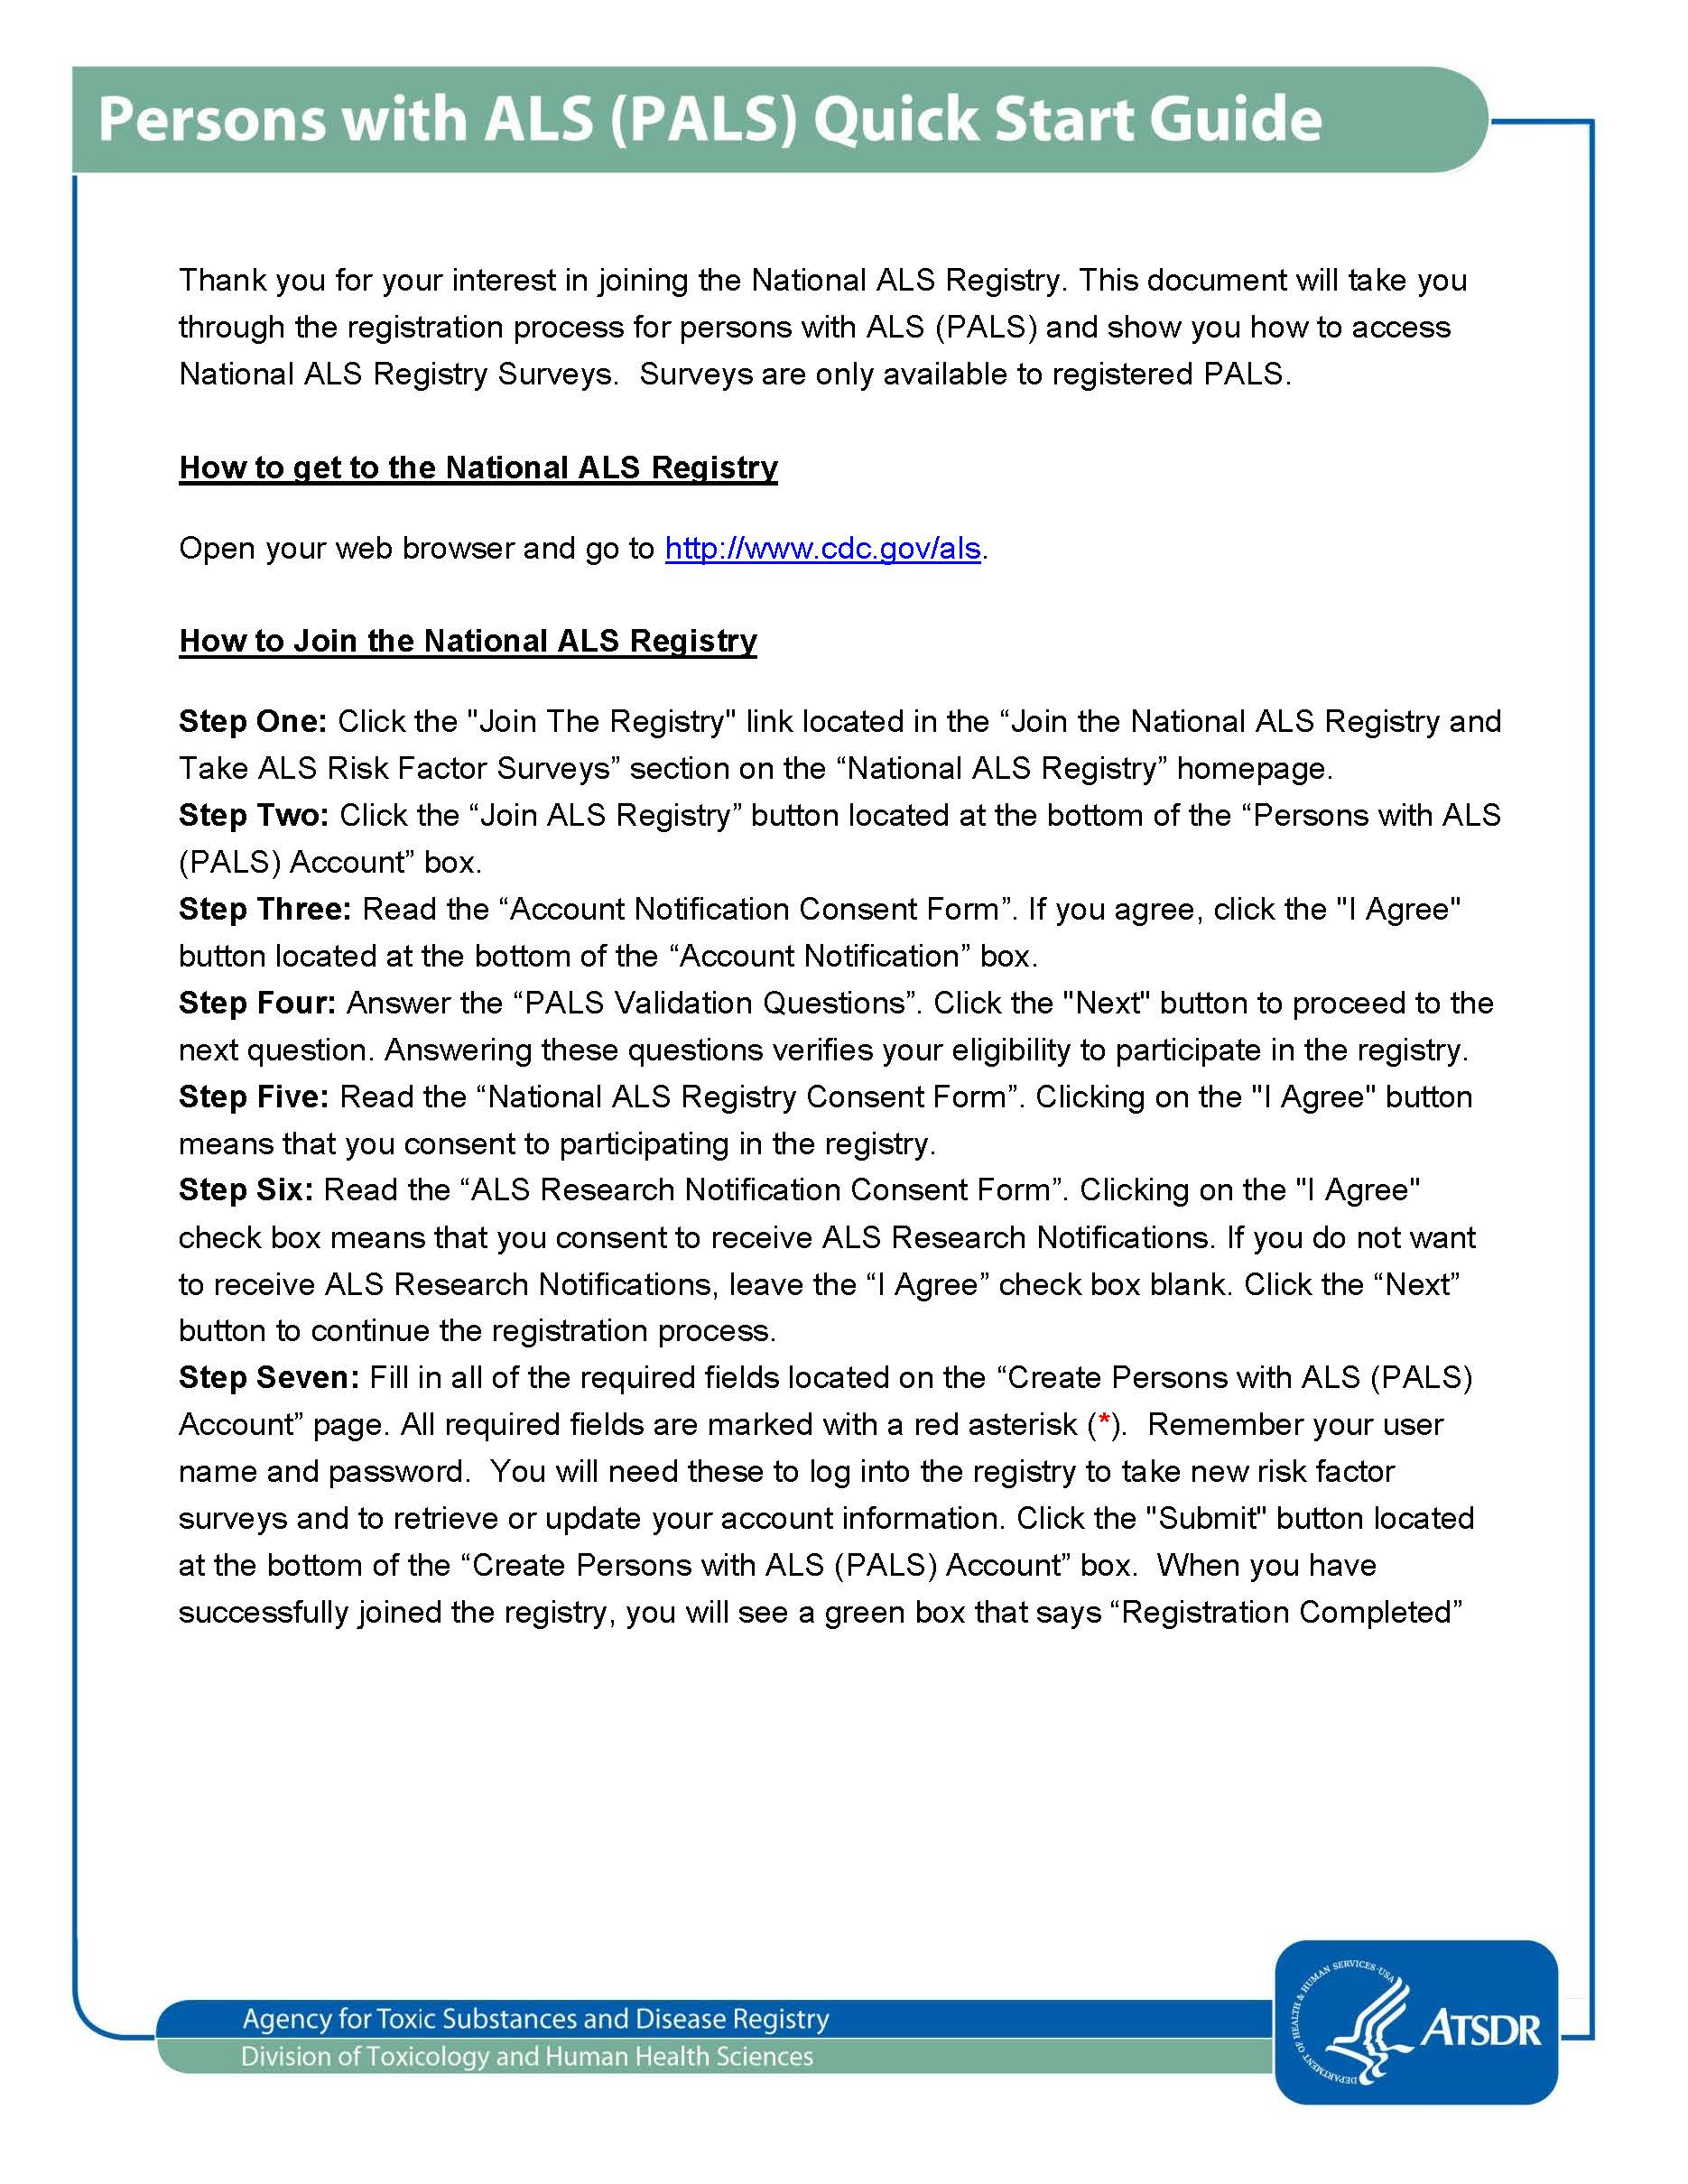 Persons with ALS (PALS) Quick Start Guide
Thank you for your interest in joining the National ALS Registry. This document will take you
through the registration process for persons with ALS (PALS) and show you how to access
National ALS Registry Surveys.  Surveys are only available to registered PALS.
How to get to the National ALS Registry
Open your web browser and go to http://www.cdc.gov/als.
How to Join the National ALS Registry
Step One: Click the "Join The Registry" link located in the “Join the National ALS Registry and
Take ALS Risk Factor Surveys” section on the “National ALS Registry” homepage.
Step Two: Click the “Join ALS Registry” button located at the bottom of the “Persons with ALS
(PALS) Account” box.
Step Three: Read the “Account Notification Consent Form”. If you agree, click the "I Agree"
button located at the bottom of the “Account Notification” box.
Step Four: Answer the “PALS Validation Questions”. Click the "Next" button to proceed to the
next question. Answering these questions verifies your eligibility to participate in the registry.
Step Five: Read the “National ALS Registry Consent Form”. Clicking on the "I Agree" button
means that you consent to participating in the registry.
Step Six: Read the “ALS Research Notification Consent Form”. Clicking on the "I Agree"
check box means that you consent to receive ALS Research Notifications. If you do not want
to receive ALS Research Notifications, leave the “I Agree” check box blank. Click the “Next”
button to continue the registration process.
Step Seven: Fill in all of the required fields located on the “Create Persons with ALS (PALS)
Account” page. All required fields are marked with a red asterisk (*).  Remember your user
name and password.  You will need these to log into the registry to take new risk factor
surveys and to retrieve or update your account information. Click the "Submit" button located
at the bottom of the “Create Persons with ALS (PALS) Account” box.  When you have
successfully joined the registry, you will see a green box that says “Registration Completed”
Agency for Toxic Substances and Disease Registry
Division of Toxicology and Human Health Sciences
DEPARTMENT OF HEALTH & HUMAN SERVICES·USA
ATSDR